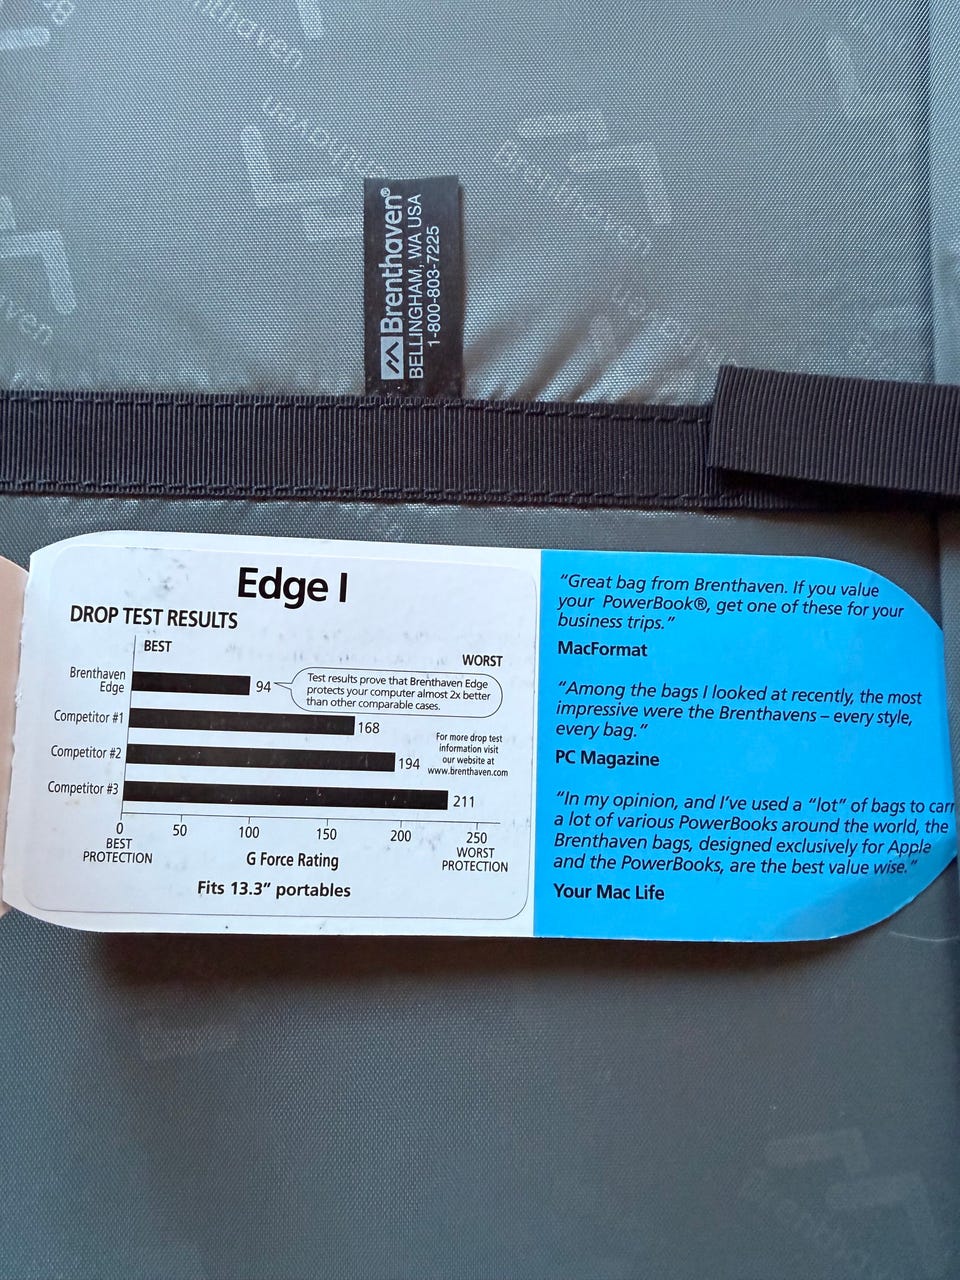 Brenthaven
Brenthaven
Brenthaven
Brenthaven®
BELLINGHAM, WA USA
1-800-803-7225
Edge I
DROP TEST RESULTS
BEST
WORST
Brenthaven
Edge
94
Test results prove that Brenthaven Edge
protects your computer almost 2x better
than other comparable cases.
Competitor #1
168
Competitor #2
194
For more drop test
information visit
our website at
www.brenthaven.com
Competitor #3
211
0
50
100
150
200
250
BEST
PROTECTION
G Force Rating
WORST
PROTECTION
Fits 13.3” portables
“Great bag from Brenthaven. If you value
your PowerBook®, get one of these for your
business trips.”
MacFormat
“Among the bags I looked at recently, the most
impressive were the Brenthavens – every style,
every bag.”
PC Magazine
“In my opinion, and I’ve used a “lot” of bags to carr
a lot of various PowerBooks around the world, the
Brenthaven bags, designed exclusively for Apple
and the PowerBooks, are the best value wise.”
Your Mac Life